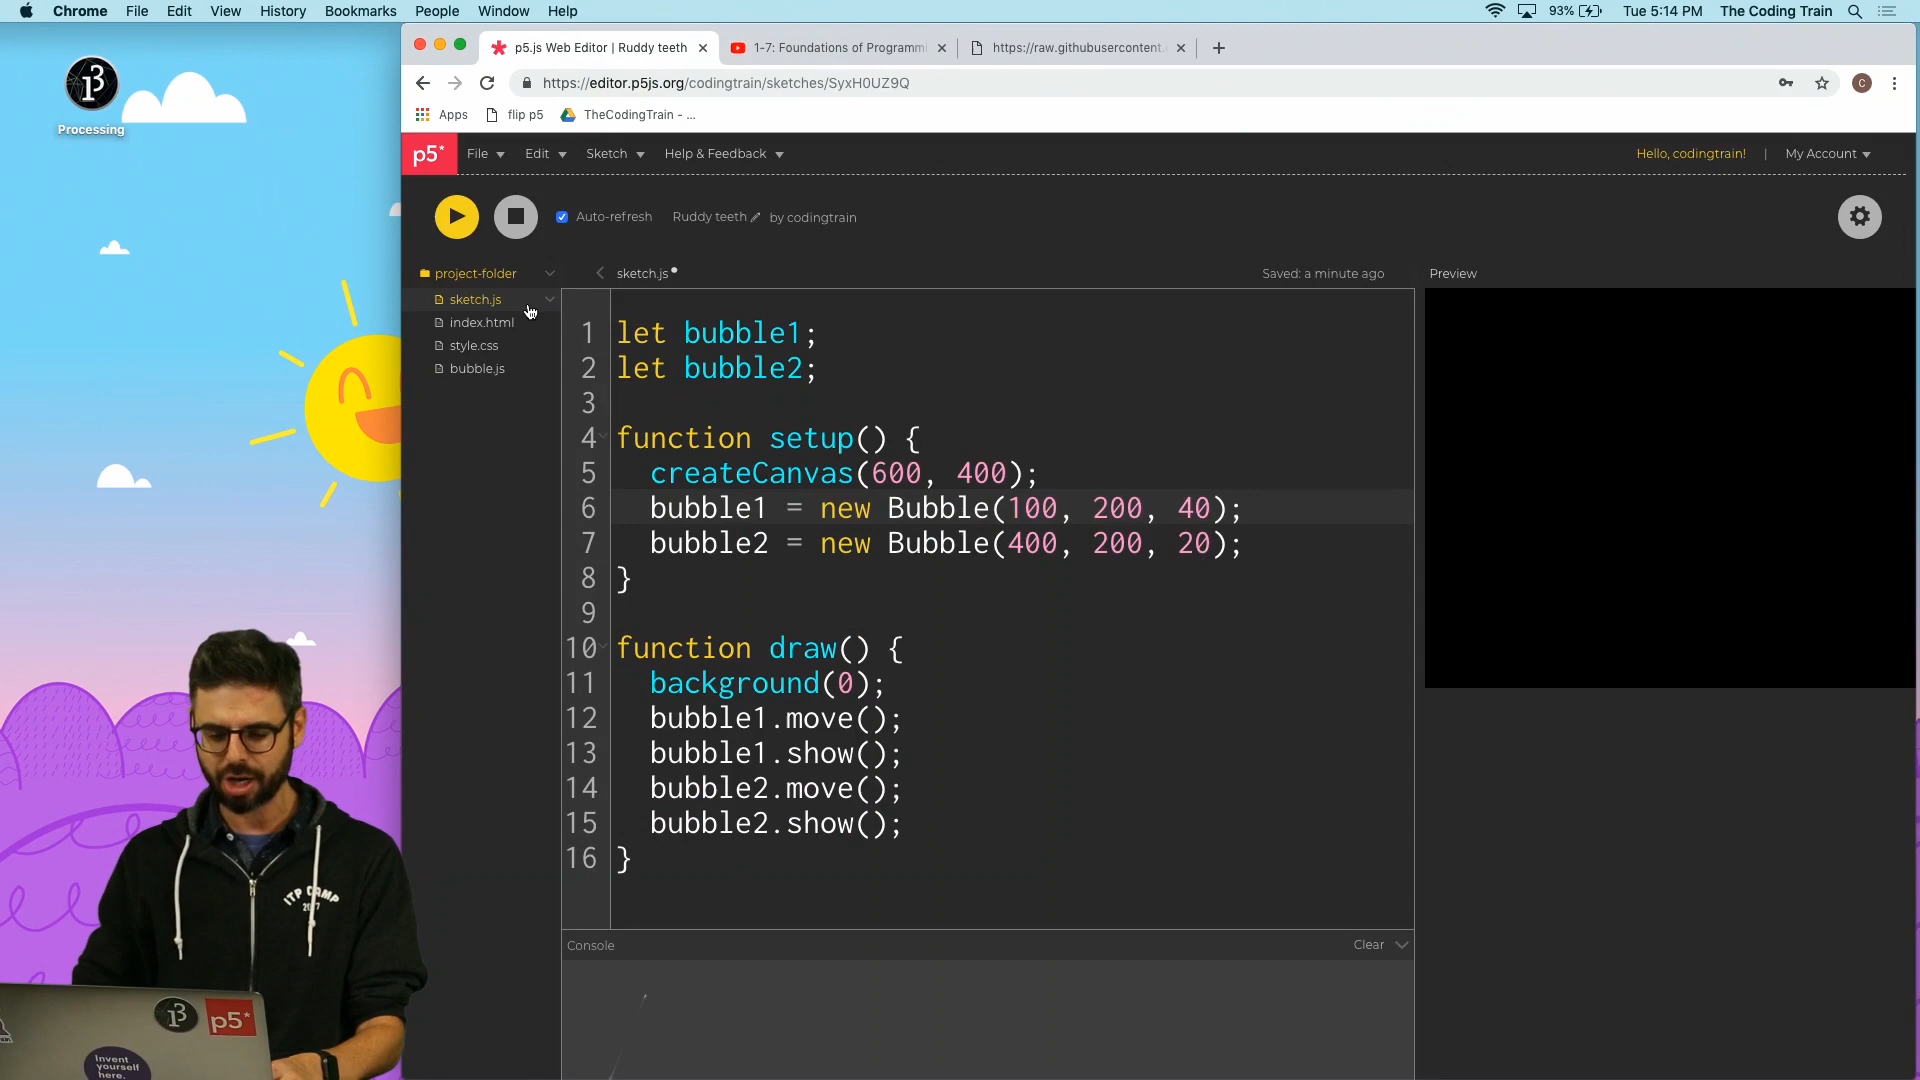 Chrome File Edit View History Bookmarks People Window Help 93% Tue 5:14 PM The Coding Train
Processing
p5.js Web Editor | Ruddy teeth 1-7: Foundations of Programmi https://raw.githubusercontent.
https://editor.p5js.org/codingtrain/sketches/SyxH0UZ9Q C
Apps flip p5 TheCodingTrain - ...
p5* File Edit Sketch Help & Feedback Hello, codingtrain! | My Account
Auto-refresh Ruddy teeth by codingtrain
project-folder
sketch.js
index.html
style.css
bubble.js
sketch.js Saved: a minute ago Preview
1 let bubble1;
2 let bubble2;
3
4 function setup() {
5 createCanvas(600, 400);
6 bubble1 = new Bubble(100, 200, 40);
7 bubble2 = new Bubble(400, 200, 20);
8 }
9
10 function draw() {
11 background(0);
12 bubble1.move();
13 bubble1.show();
14 bubble2.move();
15 bubble2.show();
16 }
Console Clear
ITP CAMP
p5*
Invent
yourself
here.